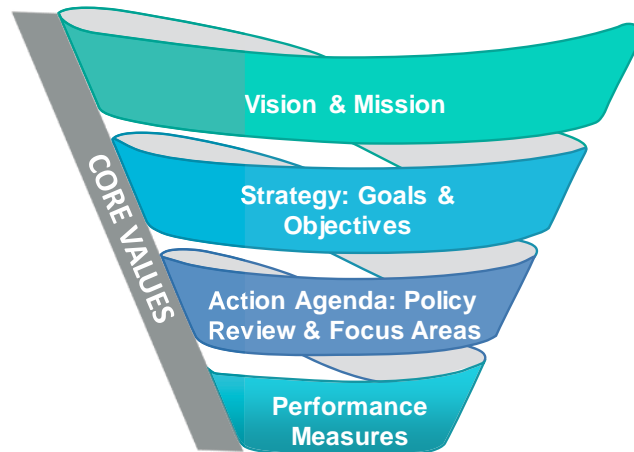 Vision & Mission
CORE VALUES
Strategy: Goals &
Objectives
Action Agenda: Policy
Review & Focus Areas
Performance
Measures